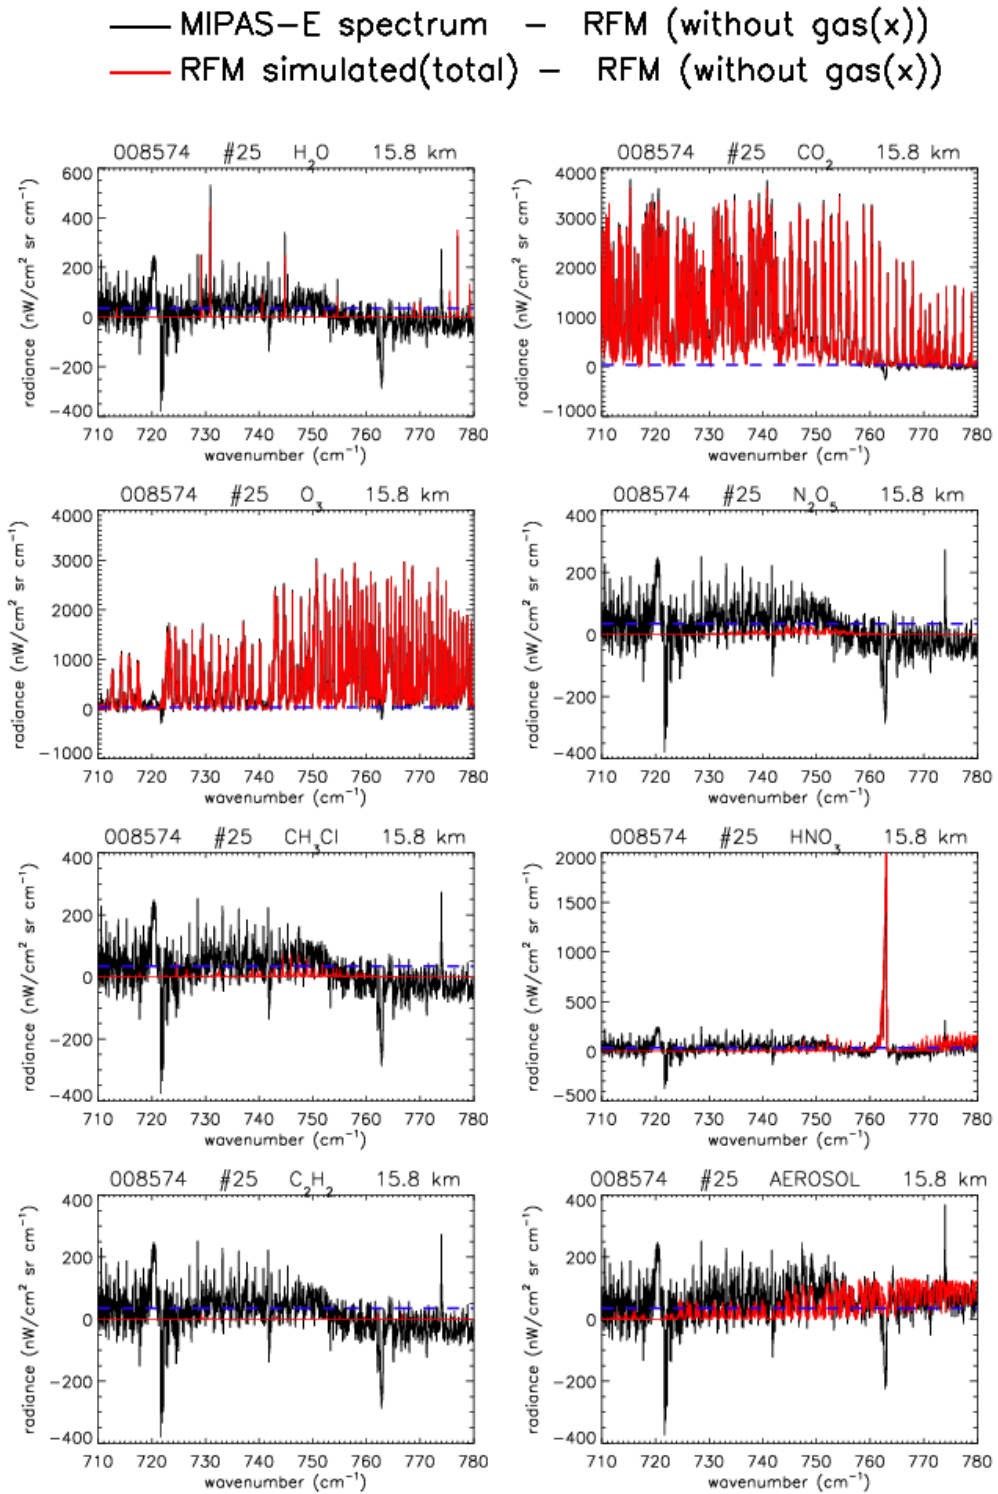 MIPAS-E spectrum - RFM (without gas(x))
RFM simulated(total) - RFM (without gas(x))
008574 #25 H₂O 15.8 km
600
400
200
0
-200
-400
radiance (nW/cm² sr cm⁻¹)
710 720 730 740 750 760 770 780
wavenumber (cm⁻¹)
008574 #25 CO₂ 15.8 km
4000
3000
2000
1000
0
-1000
radiance (nW/cm² sr cm⁻¹)
710 720 730 740 750 760 770 780
wavenumber (cm⁻¹)
008574 #25 O₃ 15.8 km
4000
3000
2000
1000
0
-1000
radiance (nW/cm² sr cm⁻¹)
710 720 730 740 750 760 770 780
wavenumber (cm⁻¹)
008574 #25 N₂O₅ 15.8 km
400
200
0
-200
-400
radiance (nW/cm² sr cm⁻¹)
710 720 730 740 750 760 770 780
wavenumber (cm⁻¹)
008574 #25 CH₃Cl 15.8 km
400
200
0
-200
-400
radiance (nW/cm² sr cm⁻¹)
710 720 730 740 750 760 770 780
wavenumber (cm⁻¹)
008574 #25 HNO₃ 15.8 km
2000
1500
1000
500
0
-500
radiance (nW/cm² sr cm⁻¹)
710 720 730 740 750 760 770 780
wavenumber (cm⁻¹)
008574 #25 C₂H₂ 15.8 km
400
200
0
-200
-400
radiance (nW/cm² sr cm⁻¹)
710 720 730 740 750 760 770 780
wavenumber (cm⁻¹)
008574 #25 AEROSOL 15.8 km
400
200
0
-200
-400
radiance (nW/cm² sr cm⁻¹)
710 720 730 740 750 760 770 780
wavenumber (cm⁻¹)